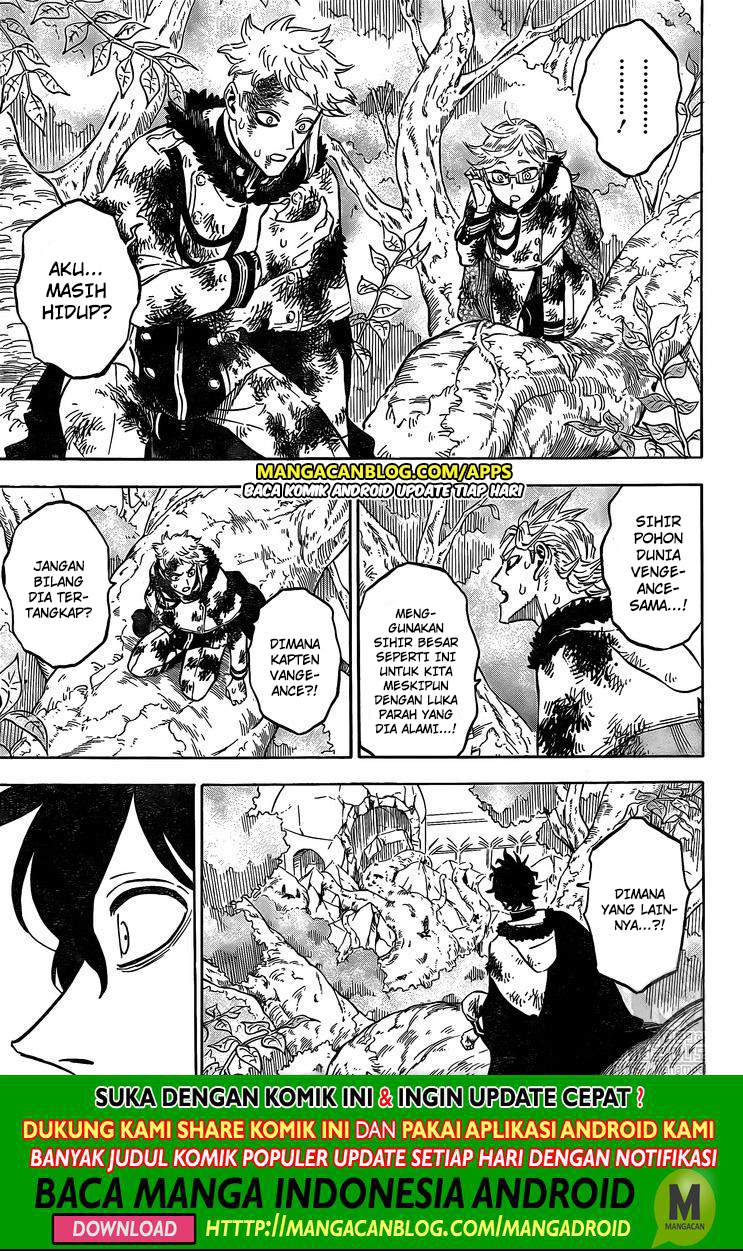 ..........!
AKU...
MASIH
HIDUP?
MANGACANBLOG.COM/APPS
BACA KOMIK ANDROID UPDATE TIAP HARI
SIHIR
POHON
DUNIA
VENGE-
ANCE-
SAMA...!
MENG-
GUNAKAN
SIHIR BESAR
SEPERTI INI
UNTUK KITA
MESKIPUN
DENGAN LUKA
PARAH YANG
DIA ALAMI...!
JANGAN
BILANG
DIA TER-
TANGKAP?
DIMANA
KAPTEN
VANGE-
ANCE?!
DIMANA
YANG LAIN-
NYA...?!
SUKA DENGAN KOMIK INI & INGIN UPDATE CEPAT ?
DUKUNG KAMI SHARE KOMIK INI DAN PAKAI APLIKASI ANDROID KAMI
BANYAK JUDUL KOMIK POPULER UPDATE SETIAP HARI DENGAN NOTIFIKASI
BACA MANGA INDONESIA ANDROID
DOWNLOAD
HTTTP://MANGACANBLOG.COM/MANGADROID
M
MANGACAN